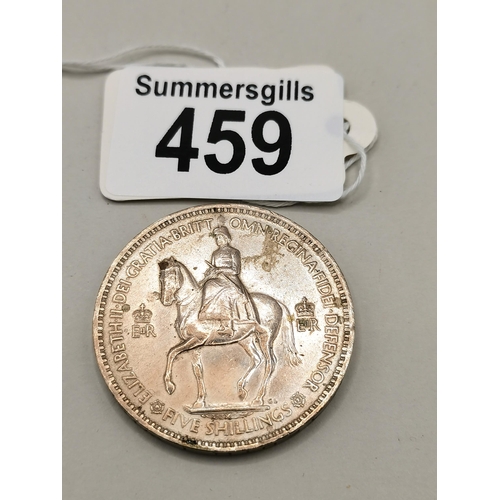 Summersgills
459
ELIZABETH·II·DEI·GRATIA·BRITT·OMN·REGINA·FIDEI·DEFENSOR
E R
E R
FIVE SHILLINGS